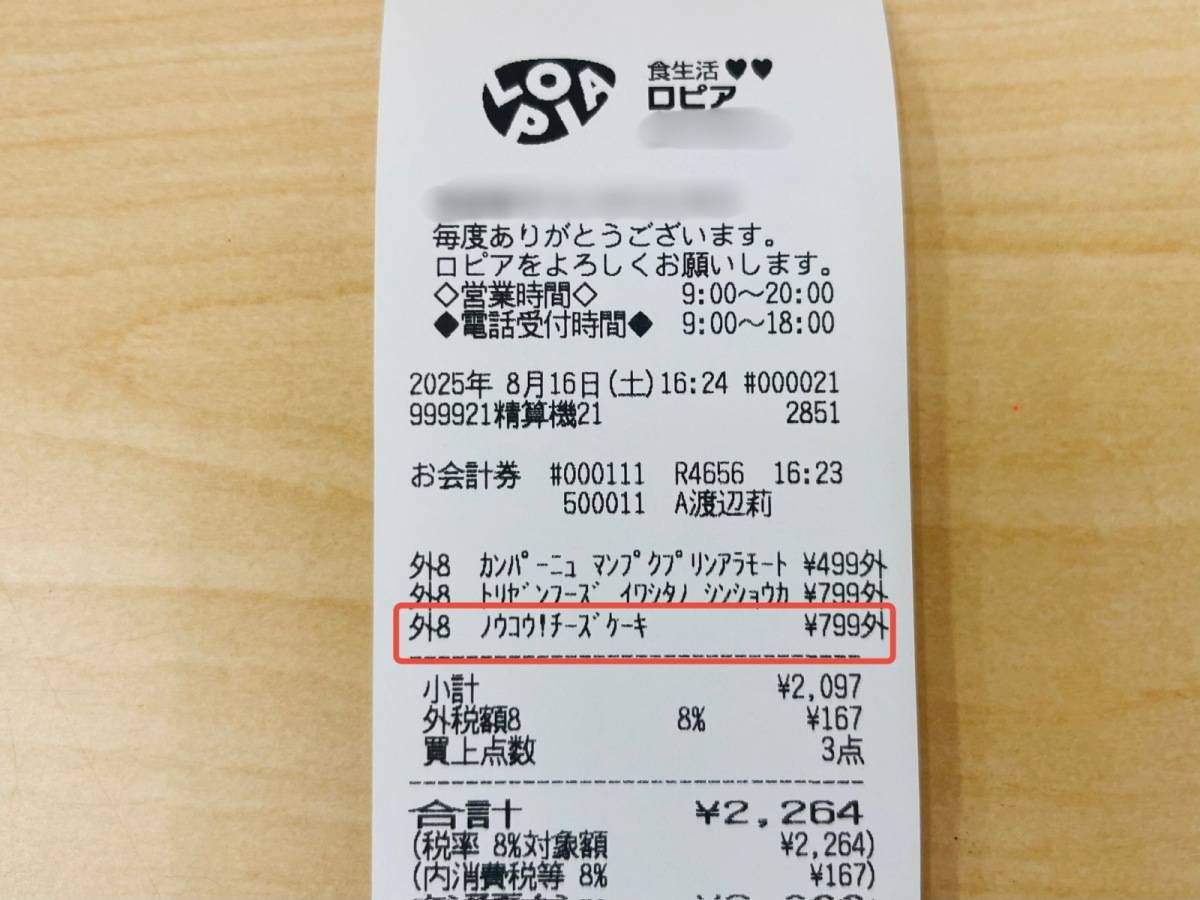 LOPIA
食生活♥♥
ロピア
毎度ありがとうございます。
ロピアをよろしくお願いします。
◇営業時間◇ 9:00～20:00
◆電話受付時間◆ 9:00～18:00
2025年 8月16日(土)16:24 #000021
999921精算機21 2851
お会計券 #000111 R4656 16:23
500011 A渡辺莉
外8 ｶﾝﾊﾟｰﾆｭ ﾏﾝﾌﾟｸﾌﾟﾘﾝｱﾗﾓｰﾄ ¥499外
外8 ﾄﾘｾﾞﾝﾌｰｽﾞ ｲﾜｼﾀﾉ ｼﾝｼｮｳｶ ¥799外
外8 ﾉｳｺｳ!ﾁｰｽﾞｹｰｷ ¥799外
小計 ¥2,097
外税額8 8% ¥167
買上点数 3点
合計 ¥2,264
(税率 8%対象額 ¥2,264)
(内消費税等 8% ¥167)